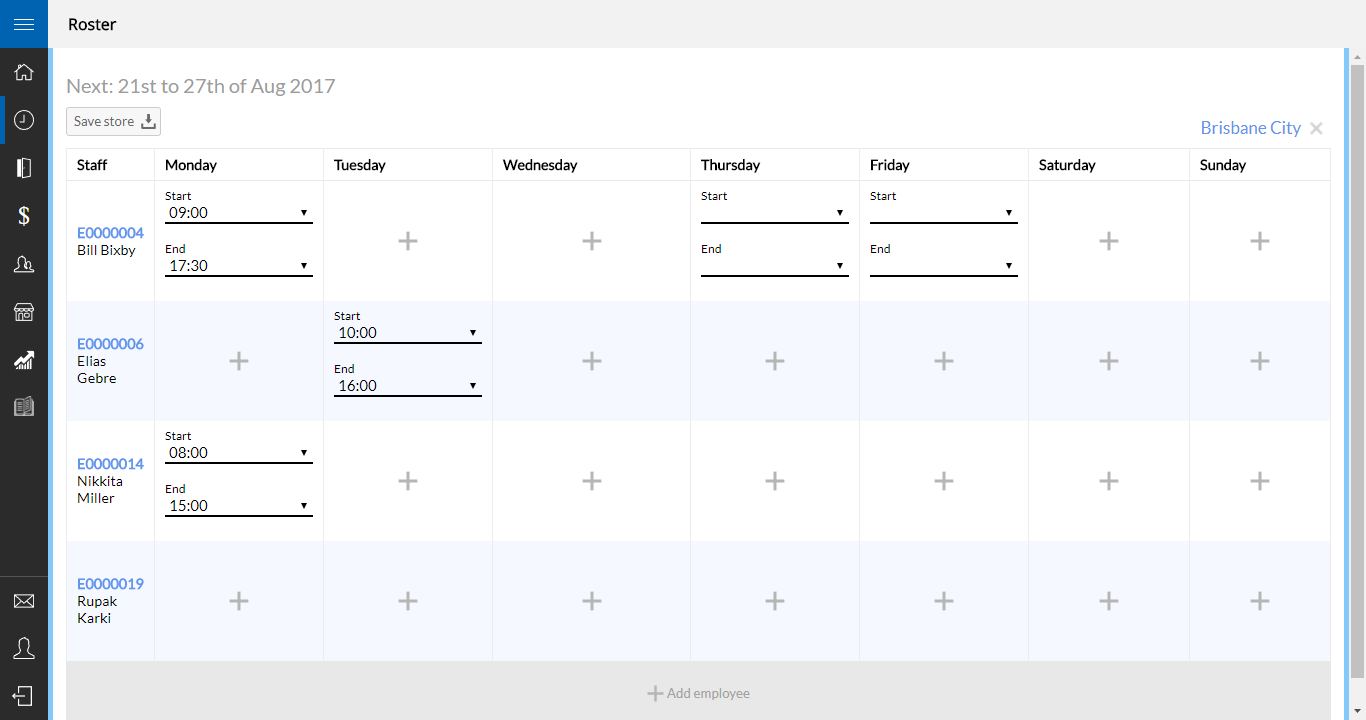 Roster
Next: 21st to 27th of Aug 2017
Save store
Brisbane City
Staff Monday Tuesday Wednesday Thursday Friday Saturday Sunday
E0000004
Bill Bixby
Start
09:00
End
17:30
Start
End
Start
End
E0000006
Elias
Gebre
Start
10:00
End
16:00
E0000014
Nikkita
Miller
Start
08:00
End
15:00
E0000019
Rupak
Karki
Add employee